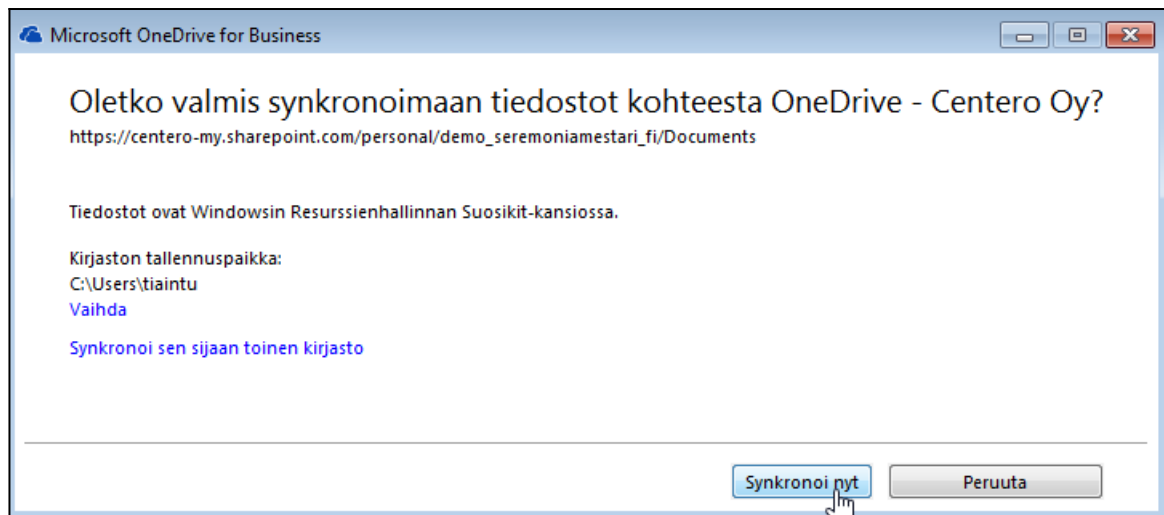 Microsoft OneDrive for Business
Oletko valmis synkronoimaan tiedostot kohteesta OneDrive - Centero Oy?
https://centero-my.sharepoint.com/personal/demo_seremoniamestari_fi/Documents
Tiedostot ovat Windowsin Resurssienhallinnan Suosikit-kansiossa.
Kirjaston tallennuspaikka:
C:\Users\tiaintu
Vaihda
Synkronoi sen sijaan toinen kirjasto
Synkronoi nyt Peruuta